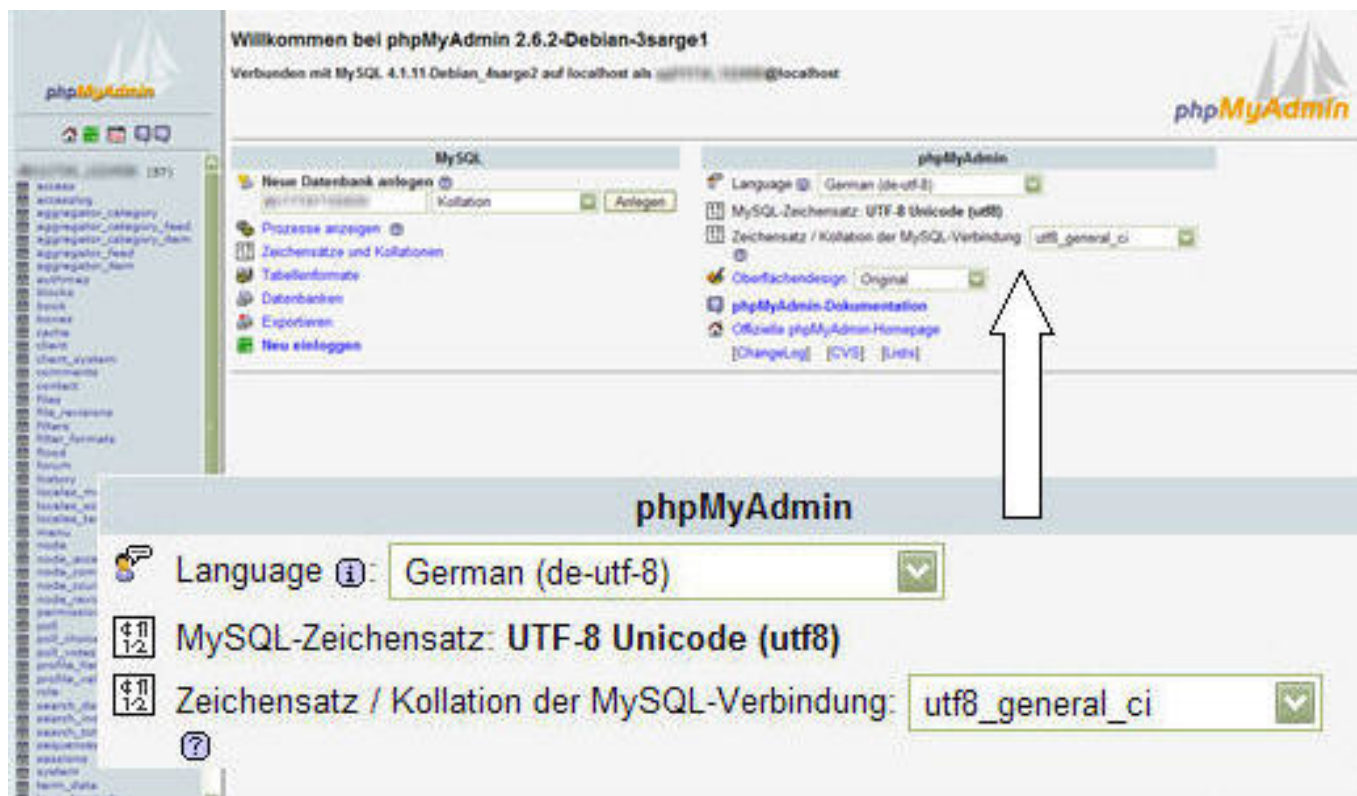 phpMyAdmin
(37)
access
accesslog
aggregator_category
aggregator_category_feed
aggregator_category_item
aggregator_feed
aggregator_item
authmap
blocks
book
boxes
cache
client
client_system
comments
contact
files
file_revisions
filters
filter_formats
flood
forum
history
menu
node
poll
role
sessions
system
term_data
Willkommen bei phpMyAdmin 2.6.2-Debian-3sarge1
Verbunden mit MySQL 4.1.11-Debian_4sarge2 auf localhost als @localhost
phpMyAdmin
MySQL
Neue Datenbank anlegen
Kollation Anlegen
Prozesse anzeigen
Zeichensätze und Kollationen
Tabellenformate
Datenbanken
Exportieren
Neu einloggen
phpMyAdmin
Language : German (de-utf-8)
MySQL-Zeichensatz: UTF-8 Unicode (utf8)
Zeichensatz / Kollation der MySQL-Verbindung: utf8_general_ci
Oberflächendesign: Original
phpMyAdmin-Dokumentation
Offizielle phpMyAdmin-Homepage
[ChangeLog] [CVS] [Lists]
phpMyAdmin
Language : German (de-utf-8)
MySQL-Zeichensatz: UTF-8 Unicode (utf8)
Zeichensatz / Kollation der MySQL-Verbindung: utf8_general_ci